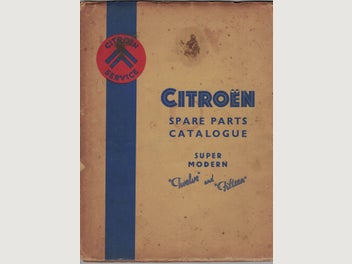 CITROËN
SERVICE
CITROËN
SPARE PARTS
CATALOGUE
SUPER
MODERN
"Twelve" and "Fifteen"